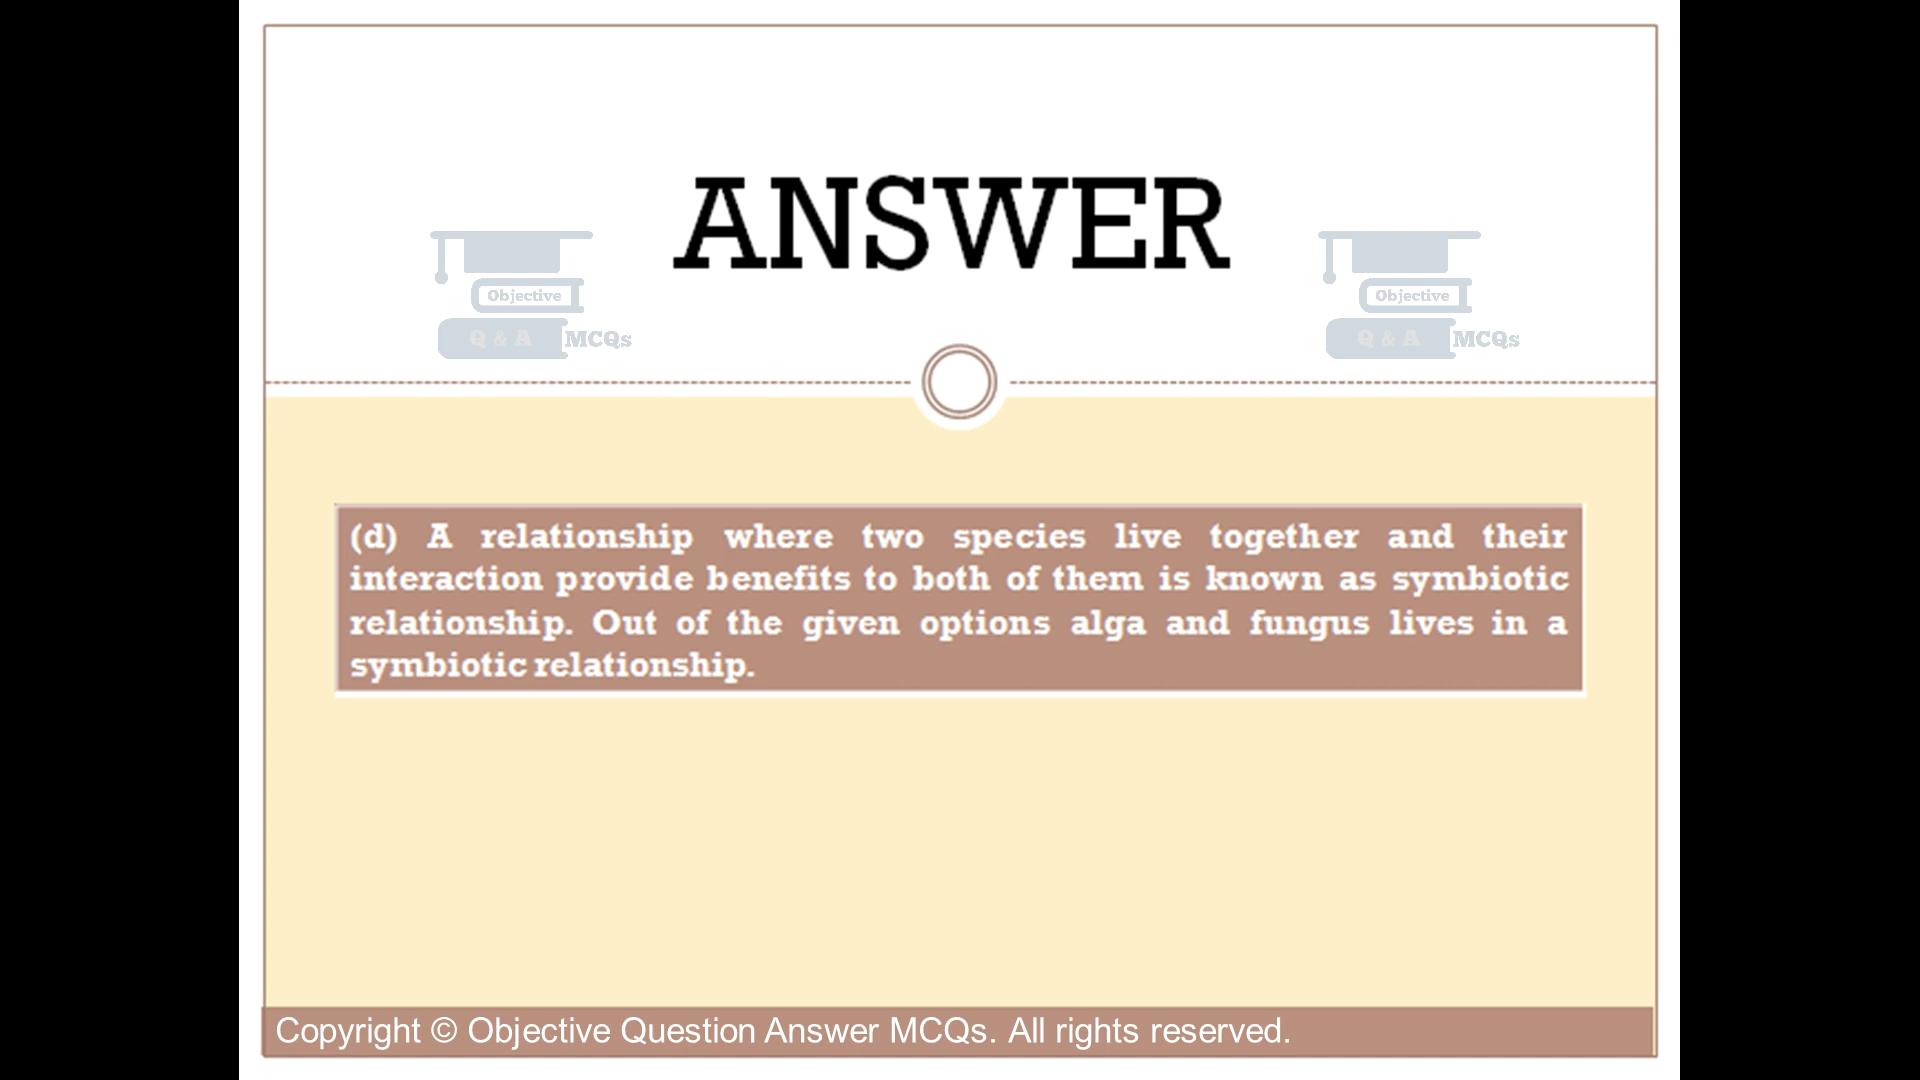 ANSWER
Objective
Q & A MCQs
Objective
Q & A MCQs
(d) A relationship where two species live together and their
interaction provide benefits to both of them is known as symbiotic
relationship. Out of the given options alga and fungus lives in a
symbiotic relationship.
Copyright © Objective Question Answer MCQs. All rights reserved.